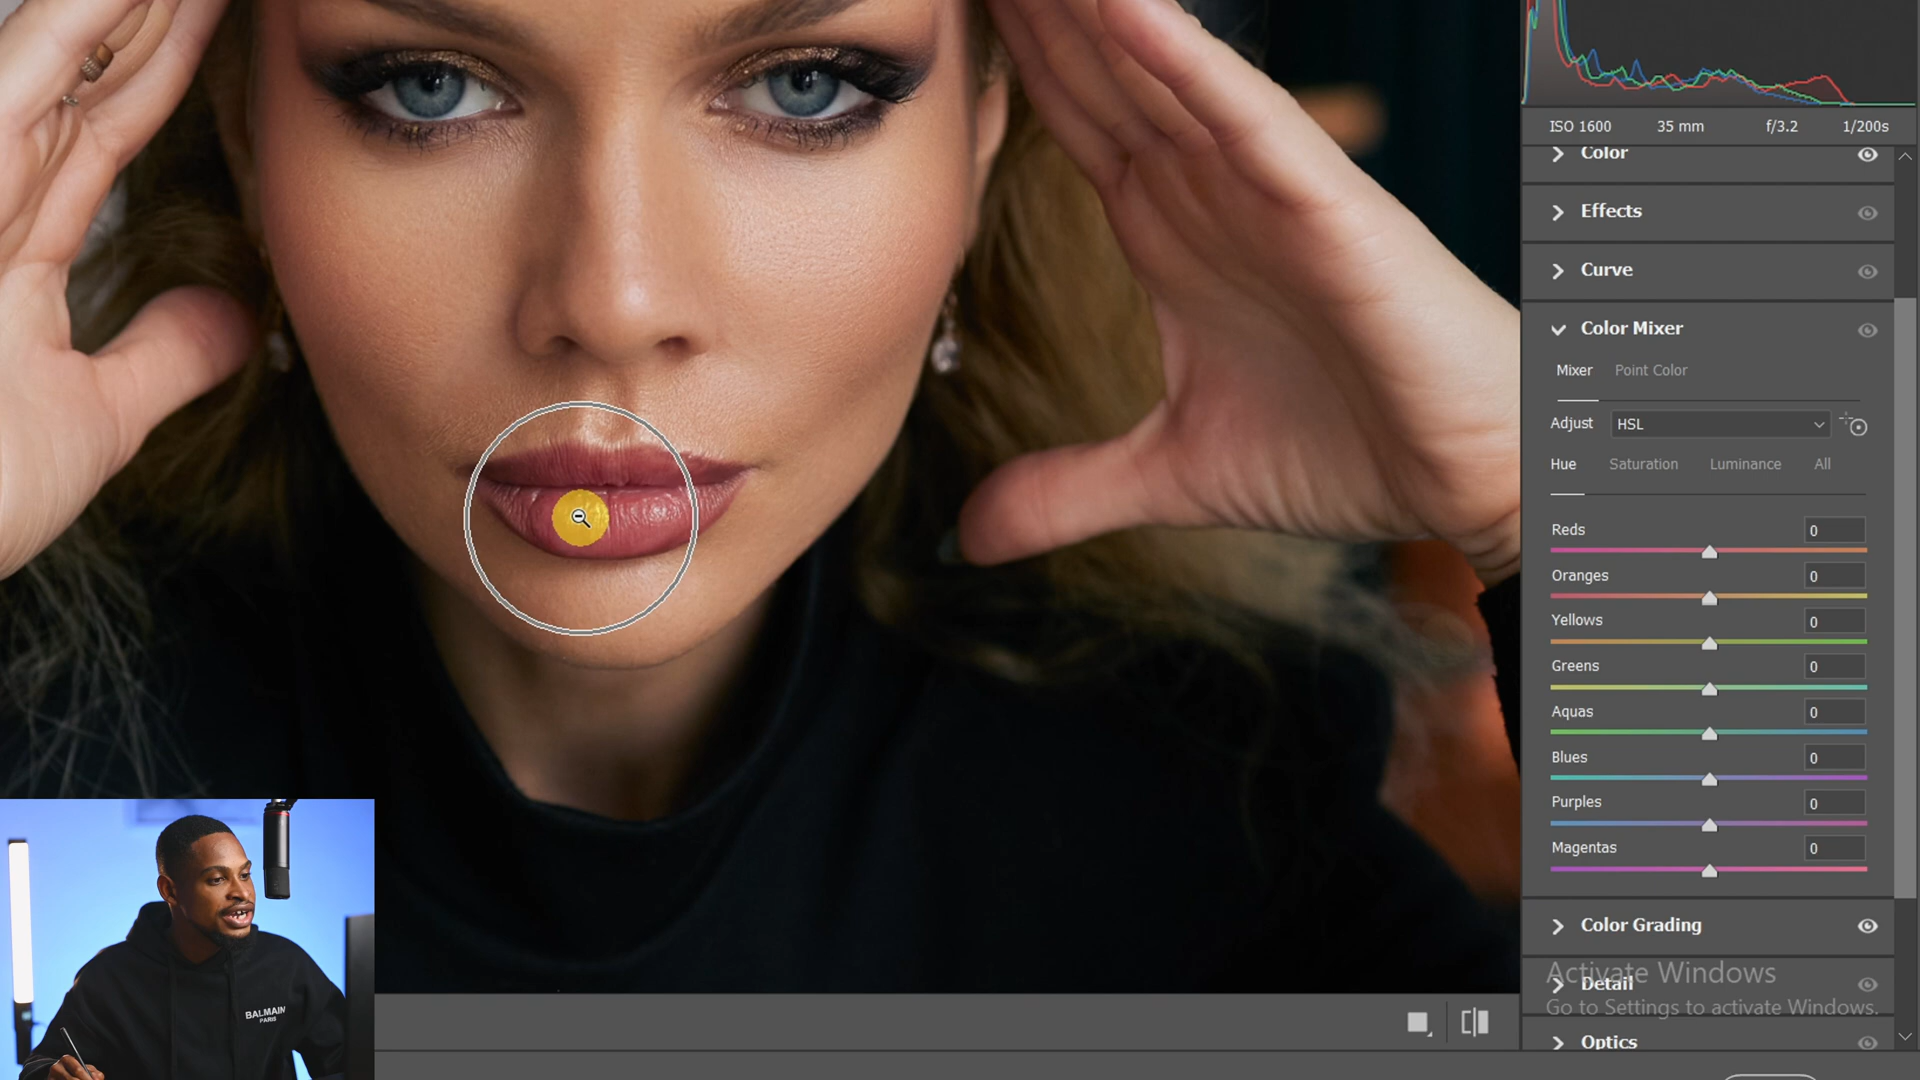 ISO 1600 35 mm f/3.2 1/200s
Color
Effects
Curve
Color Mixer
Mixer Point Color
Adjust HSL
Hue Saturation Luminance All
Reds 0
Oranges 0
Yellows 0
Greens 0
Aquas 0
Blues 0
Purples 0
Magentas 0
Color Grading
Activate Windows
Detail
Go to Settings to activate Windows.
Optics
BALMAIN
PARIS